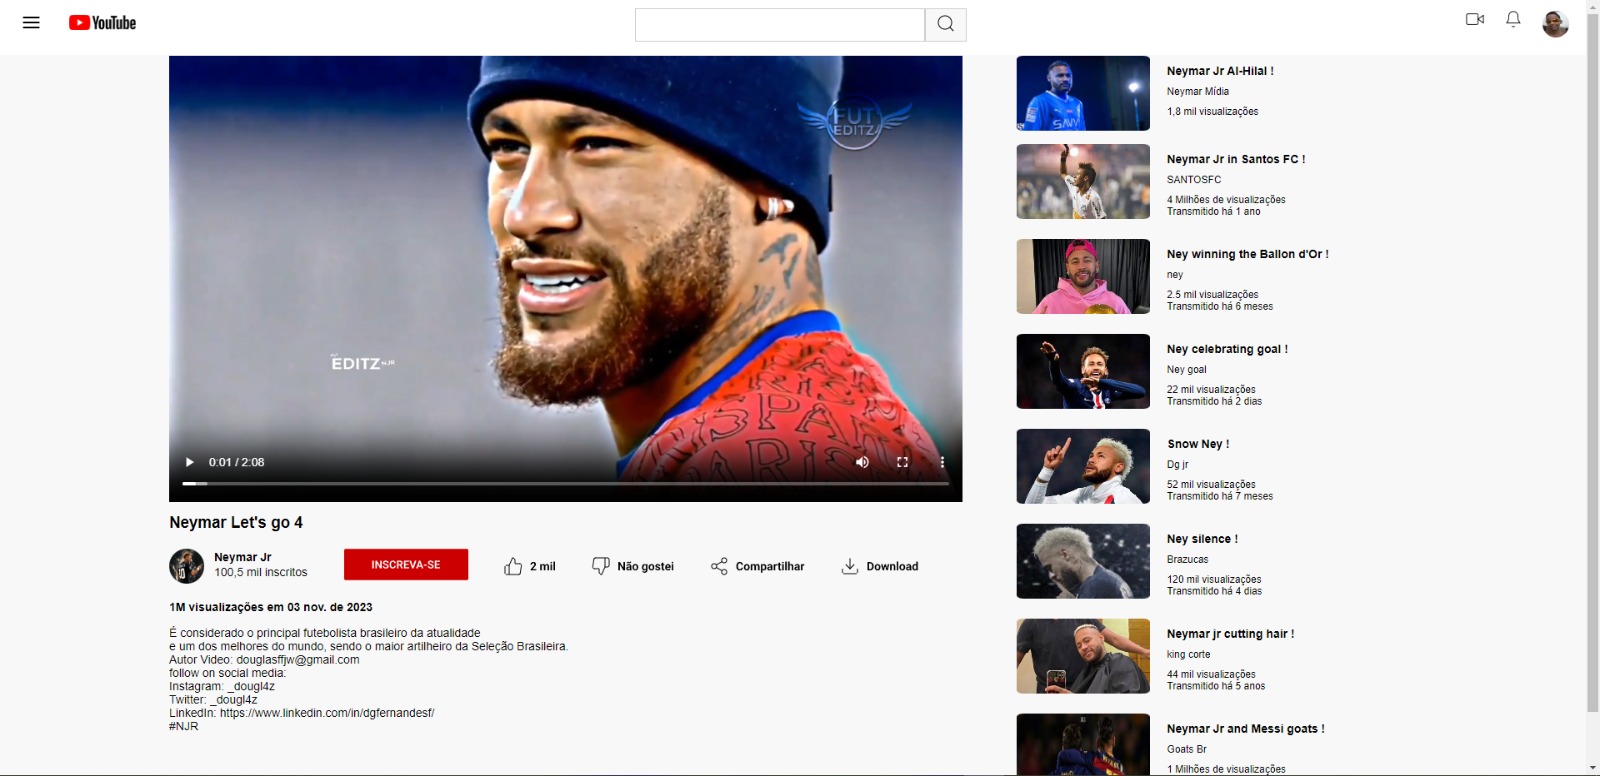 YouTube
FUT
EDITZ
EDITZ
0:01 / 2:08
Neymar Let's go 4
Neymar Jr
100,5 mil inscritos
INSCREVA-SE
2 mil
Não gostei
Compartilhar
Download
1M visualizações em 03 nov. de 2023
É considerado o principal futebolista brasileiro da atualidade
e um dos melhores do mundo, sendo o maior artilheiro da Seleção Brasileira.
Autor Video: douglasffjw@gmail.com
follow on social media:
Instagram: _dougl4z
Twitter: _dougl4z
LinkedIn: https://www.linkedin.com/in/dgfernandesf/
#NJR
Neymar Jr Al-Hilal !
Neymar Mídia
1,8 mil visualizações
Neymar Jr in Santos FC !
SANTOSFC
4 Milhões de visualizações
Transmitido há 1 ano
Ney winning the Ballon d'Or !
ney
2.5 mil visualizações
Transmitido há 6 meses
Ney celebrating goal !
Ney goal
22 mil visualizações
Transmitido há 2 dias
Snow Ney !
Dg jr
52 mil visualizações
Transmitido há 7 meses
Ney silence !
Brazucas
120 mil visualizações
Transmitido há 4 dias
Neymar jr cutting hair !
king corte
44 mil visualizações
Transmitido há 5 anos
Neymar Jr and Messi goats !
Goats Br
1 Milhões de visualizações